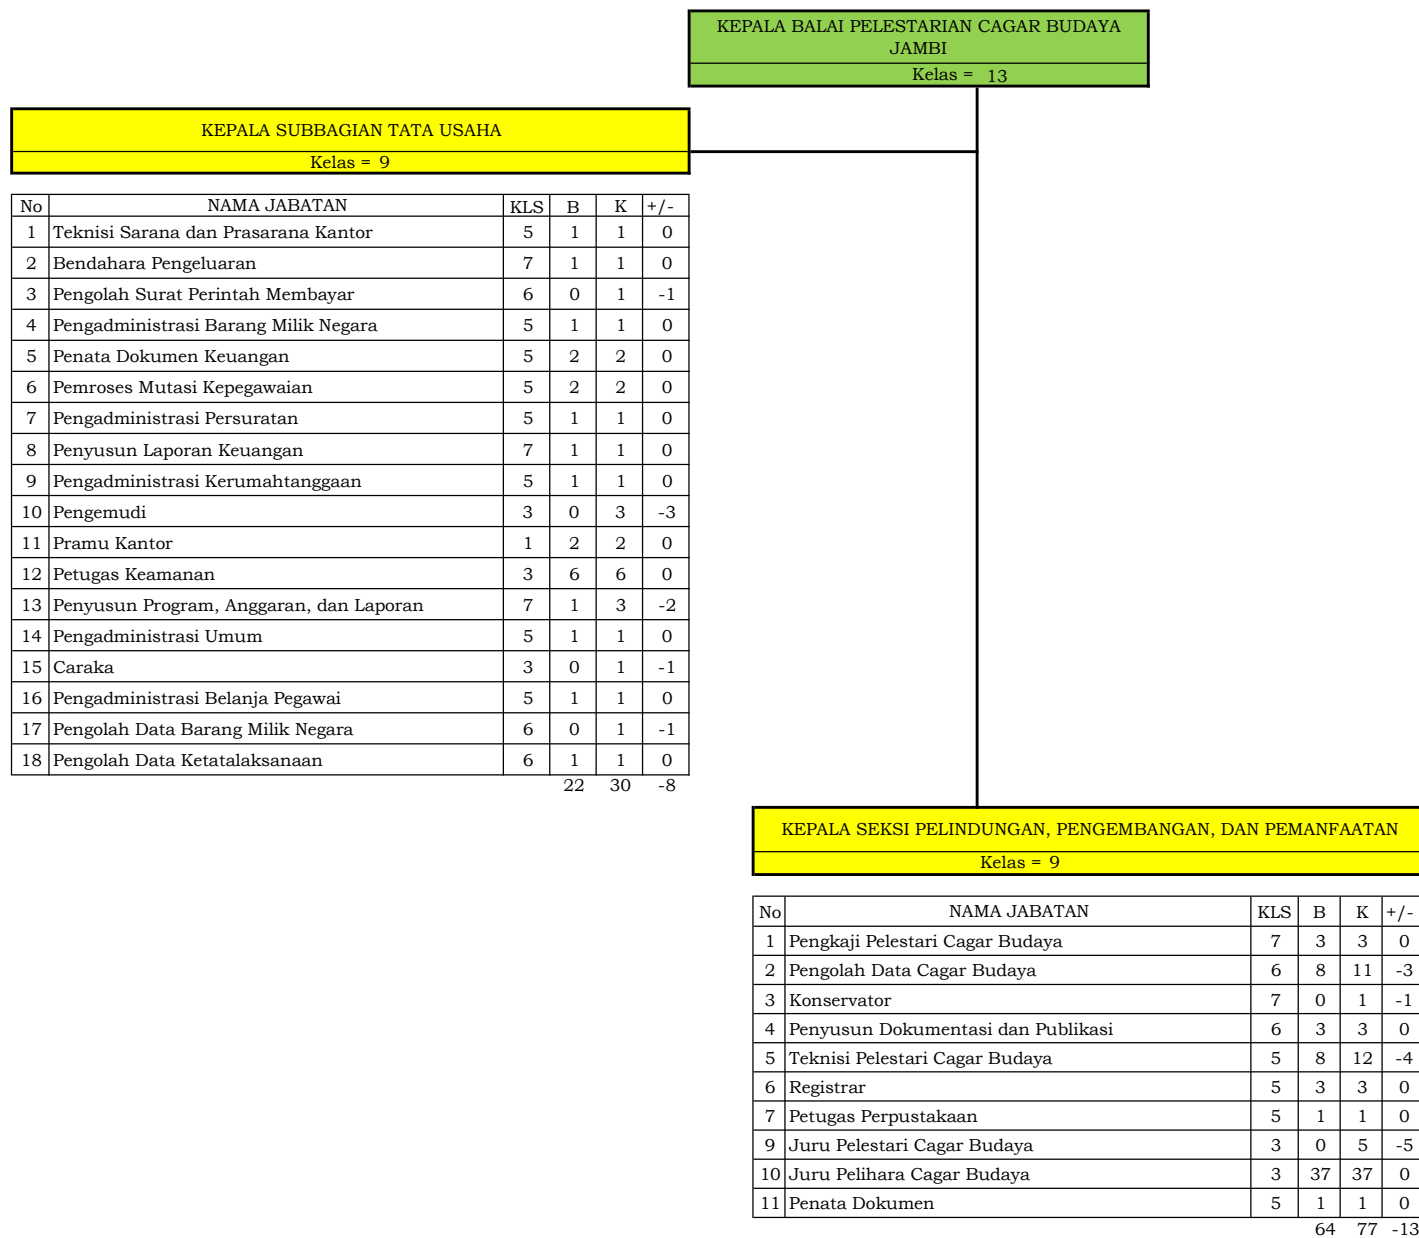 KEPALA BALAI PELESTARIAN CAGAR BUDAYA
JAMBI
Kelas = 13
KEPALA SUBBAGIAN TATA USAHA
Kelas = 9
No NAMA JABATAN KLS B K +/-
1 Teknisi Sarana dan Prasarana Kantor 5 1 1 0
2 Bendahara Pengeluaran 7 1 1 0
3 Pengolah Surat Perintah Membayar 6 0 1 -1
4 Pengadministrasi Barang Milik Negara 5 1 1 0
5 Penata Dokumen Keuangan 5 2 2 0
6 Pemroses Mutasi Kepegawaian 5 2 2 0
7 Pengadministrasi Persuratan 5 1 1 0
8 Penyusun Laporan Keuangan 7 1 1 0
9 Pengadministrasi Kerumahtanggaan 5 1 1 0
10 Pengemudi 3 0 3 -3
11 Pramu Kantor 1 2 2 0
12 Petugas Keamanan 3 6 6 0
13 Penyusun Program, Anggaran, dan Laporan 7 1 3 -2
14 Pengadministrasi Umum 5 1 1 0
15 Caraka 3 0 1 -1
16 Pengadministrasi Belanja Pegawai 5 1 1 0
17 Pengolah Data Barang Milik Negara 6 0 1 -1
18 Pengolah Data Ketatalaksanaan 6 1 1 0
22 30 -8
KEPALA SEKSI PELINDUNGAN, PENGEMBANGAN, DAN PEMANFAATAN
Kelas = 9
No NAMA JABATAN KLS B K +/-
1 Pengkaji Pelestari Cagar Budaya 7 3 3 0
2 Pengolah Data Cagar Budaya 6 8 11 -3
3 Konservator 7 0 1 -1
4 Penyusun Dokumentasi dan Publikasi 6 3 3 0
5 Teknisi Pelestari Cagar Budaya 5 8 12 -4
6 Registrar 5 3 3 0
7 Petugas Perpustakaan 5 1 1 0
9 Juru Pelestari Cagar Budaya 3 0 5 -5
10 Juru Pelihara Cagar Budaya 3 37 37 0
11 Penata Dokumen 5 1 1 0
64 77 -13